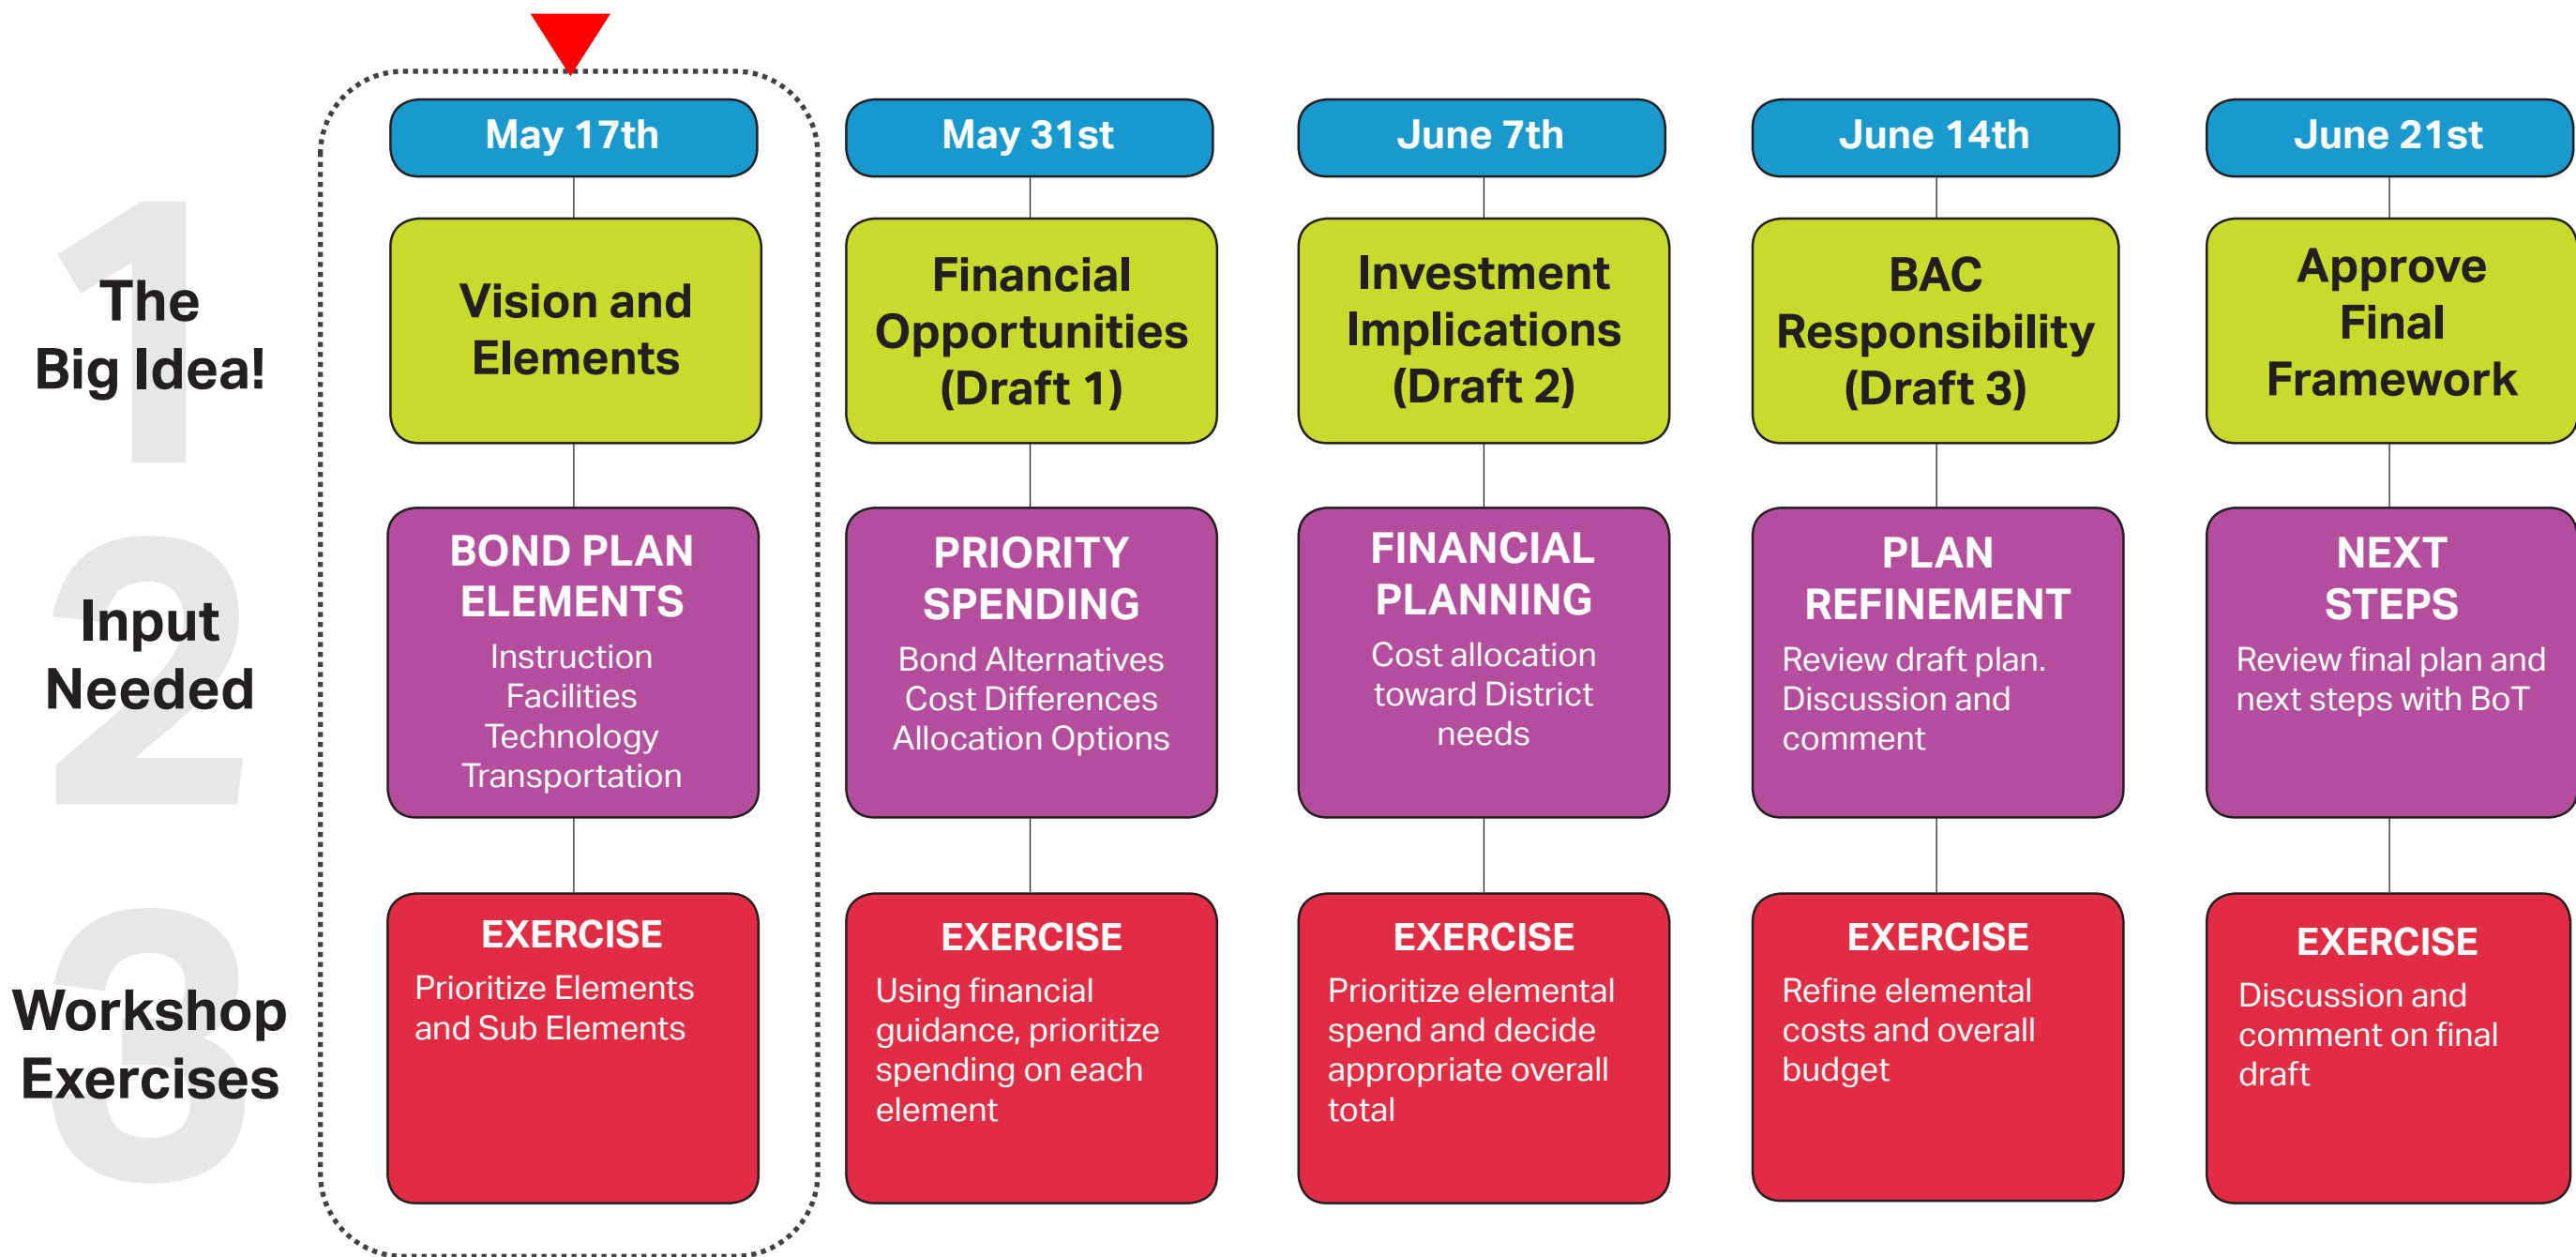 May 17th
May 31st
June 7th
June 14th
June 21st
1
The
Big Idea!
Vision and
Elements
Financial
Opportunities
(Draft 1)
Investment
Implications
(Draft 2)
BAC
Responsibility
(Draft 3)
Approve
Final
Framework
2
Input
Needed
BOND PLAN
ELEMENTS
Instruction
Facilities
Technology
Transportation
PRIORITY
SPENDING
Bond Alternatives
Cost Differences
Allocation Options
FINANCIAL
PLANNING
Cost allocation
toward District
needs
PLAN
REFINEMENT
Review draft plan.
Discussion and
comment
NEXT
STEPS
Review final plan and
next steps with BoT
3
Workshop
Exercises
EXERCISE
Prioritize Elements
and Sub Elements
EXERCISE
Using financial
guidance, prioritize
spending on each
element
EXERCISE
Prioritize elemental
spend and decide
appropriate overall
total
EXERCISE
Refine elemental
costs and overall
budget
EXERCISE
Discussion and
comment on final
draft